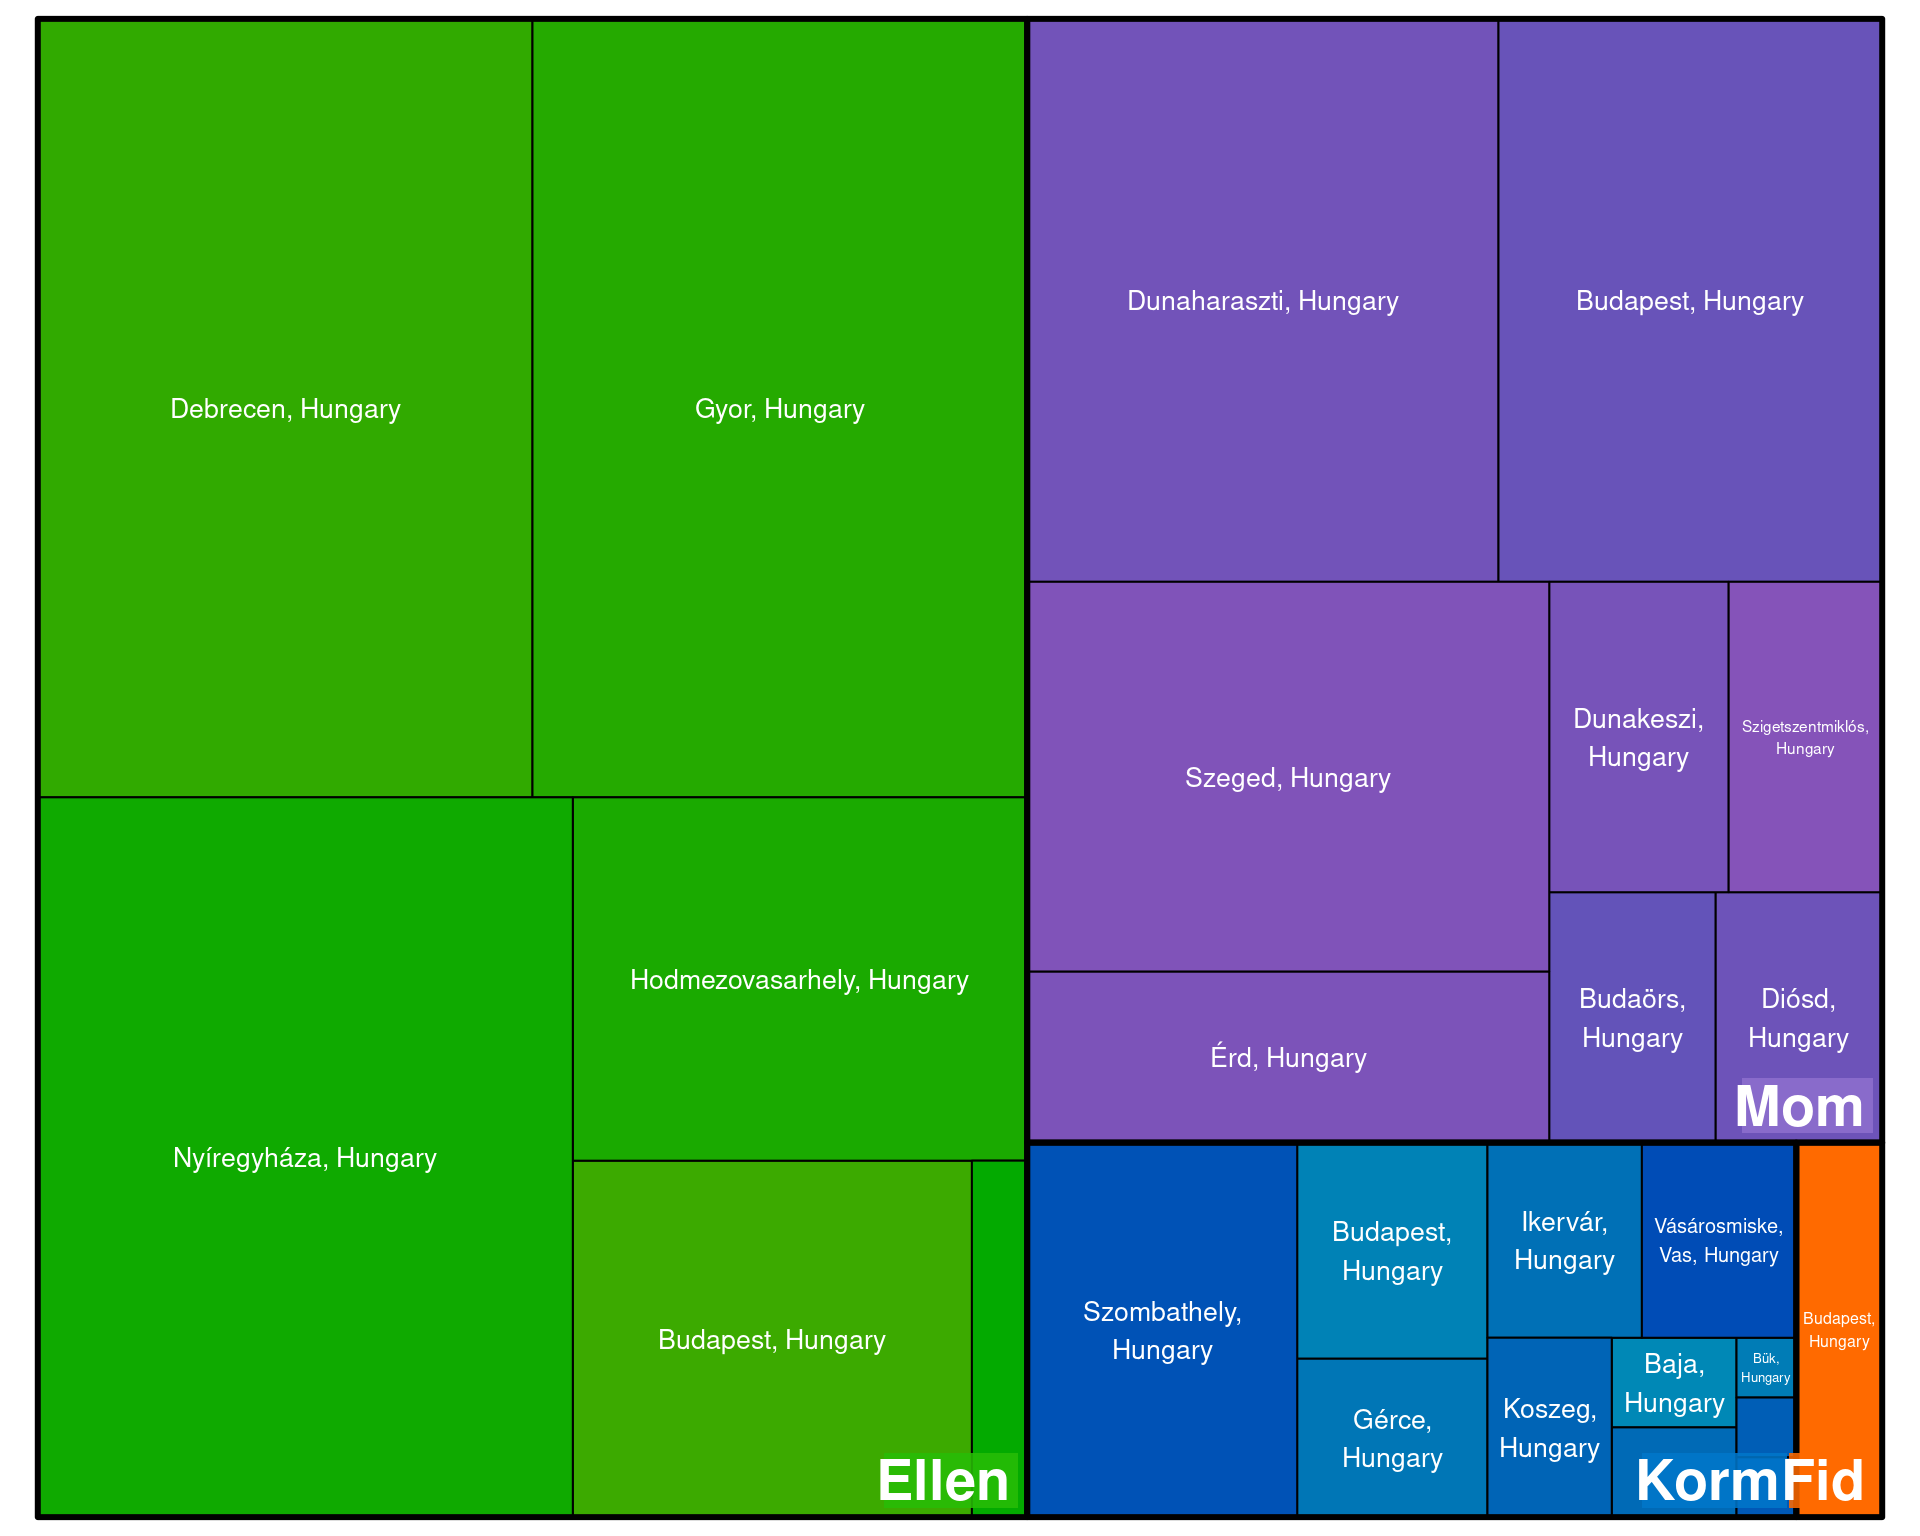 Debrecen, Hungary
Gyor, Hungary
Nyíregyháza, Hungary
Hodmezovasarhely, Hungary
Budapest, Hungary
Ellen
Dunaharaszti, Hungary
Budapest, Hungary
Szeged, Hungary
Dunakeszi,
Hungary
Szigetszentmiklós,
Hungary
Érd, Hungary
Budaörs,
Hungary
Diósd,
Hungary
Mom
Szombathely,
Hungary
Budapest,
Hungary
Gérce,
Hungary
Ikervár,
Hungary
Vásárosmiske,
Vas, Hungary
Koszeg,
Hungary
Baja,
Hungary
Bük,
Hungary
Korm
Budapest,
Hungary
Fid